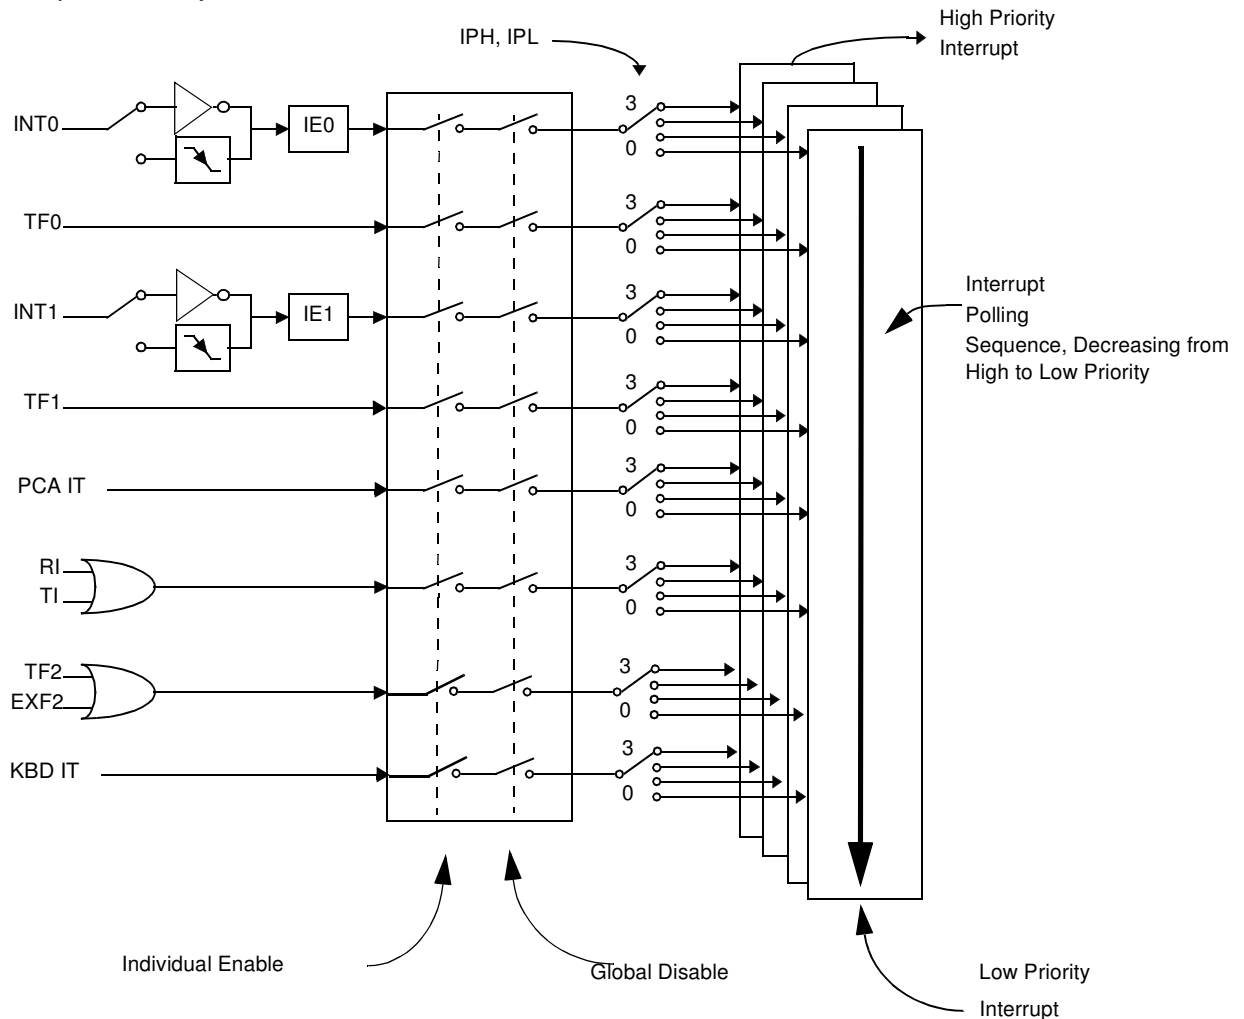 High Priority
Interrupt
IPH, IPL
3
0
INT0
IE0
3
0
TF0
3
0
INT1
IE1
Interrupt
Polling
Sequence, Decreasing from
High to Low Priority
3
0
TF1
3
0
PCA IT
3
0
RI
TI
3
0
TF2
EXF2
3
0
KBD IT
Individual Enable
Global Disable
Low Priority
Interrupt